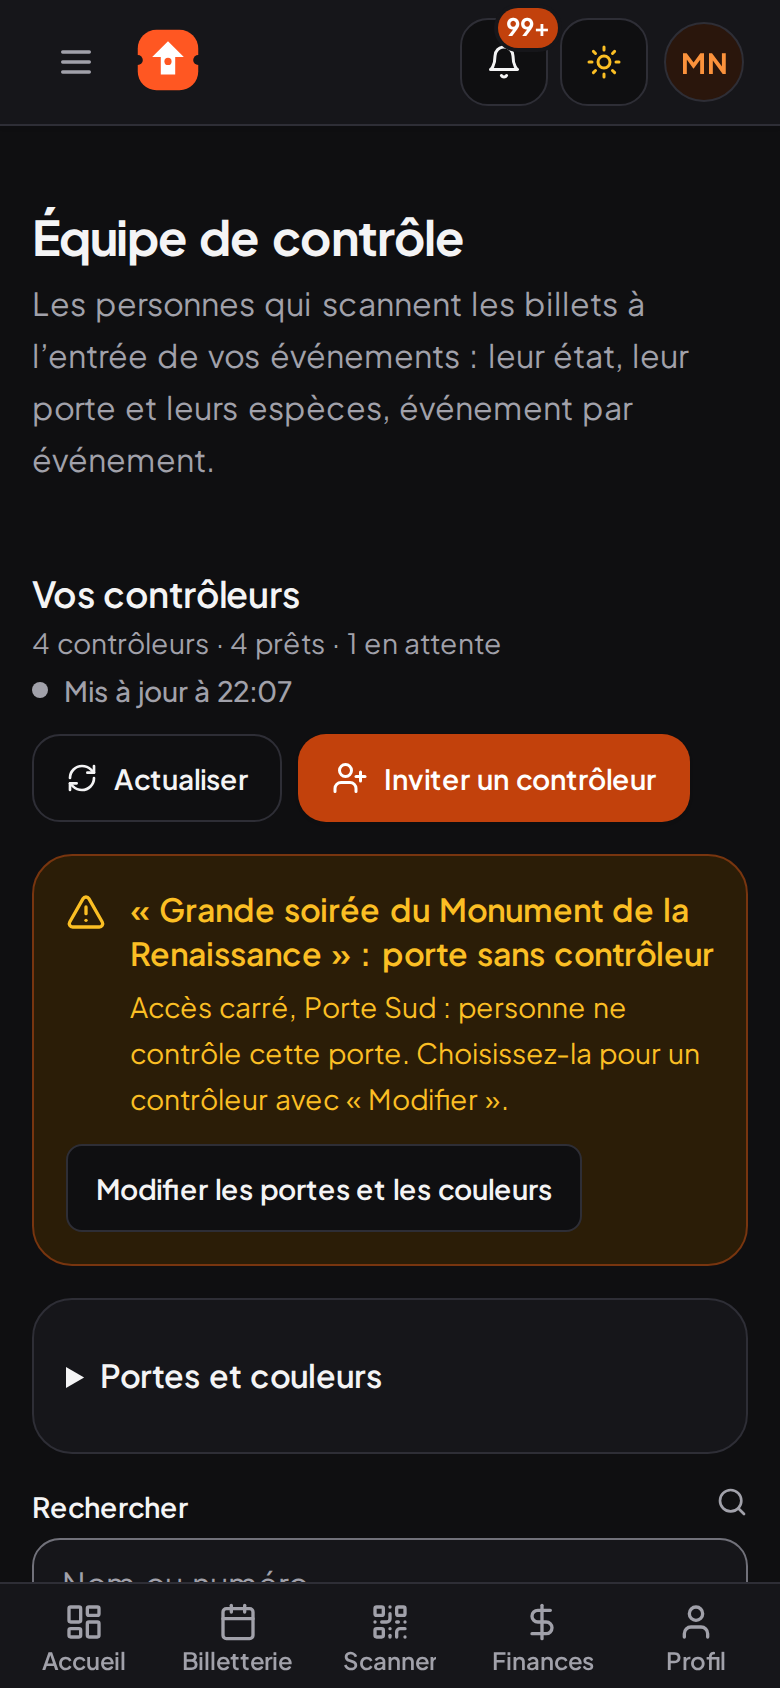 99+
MN
Équipe de contrôle
Les personnes qui scannent les billets à
l’entrée de vos événements : leur état, leur
porte et leurs espèces, événement par
événement.
Vos contrôleurs
4 contrôleurs · 4 prêts · 1 en attente
Mis à jour à 22:07
Actualiser
Inviter un contrôleur
« Grande soirée du Monument de la
Renaissance » : porte sans contrôleur
Accès carré, Porte Sud : personne ne
contrôle cette porte. Choisissez-la pour un
contrôleur avec « Modifier ».
Modifier les portes et les couleurs
Portes et couleurs
Rechercher
Nom ou numéro
Accueil
Billetterie
Scanner
Finances
Profil